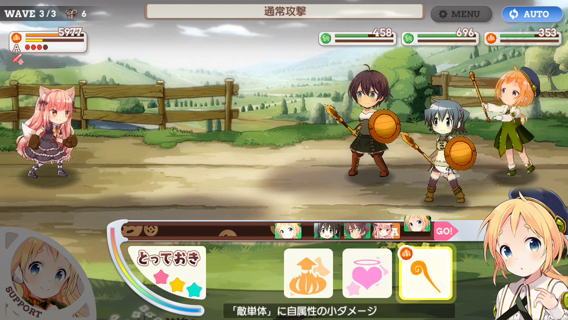 WAVE 3/3 6
通常攻撃
MENU
AUTO
5977
A
458
696
353
A
GO!
とっておき
SUPPORT
「敵単体」に自属性の小ダメージ